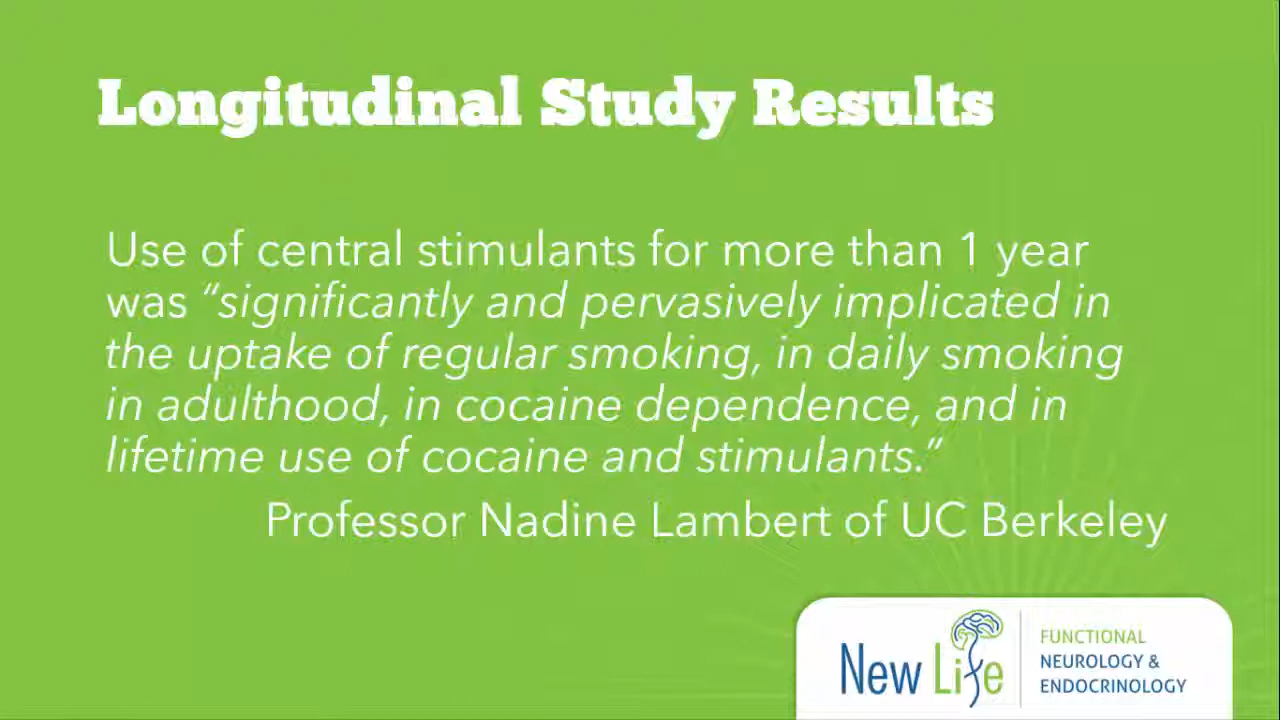 Longitudinal Study Results
Use of central stimulants for more than 1 year
was “significantly and pervasively implicated in
the uptake of regular smoking, in daily smoking
in adulthood, in cocaine dependence, and in
lifetime use of cocaine and stimulants.”
Professor Nadine Lambert of UC Berkeley
New Life
FUNCTIONAL
NEUROLOGY &
ENDOCRINOLOGY